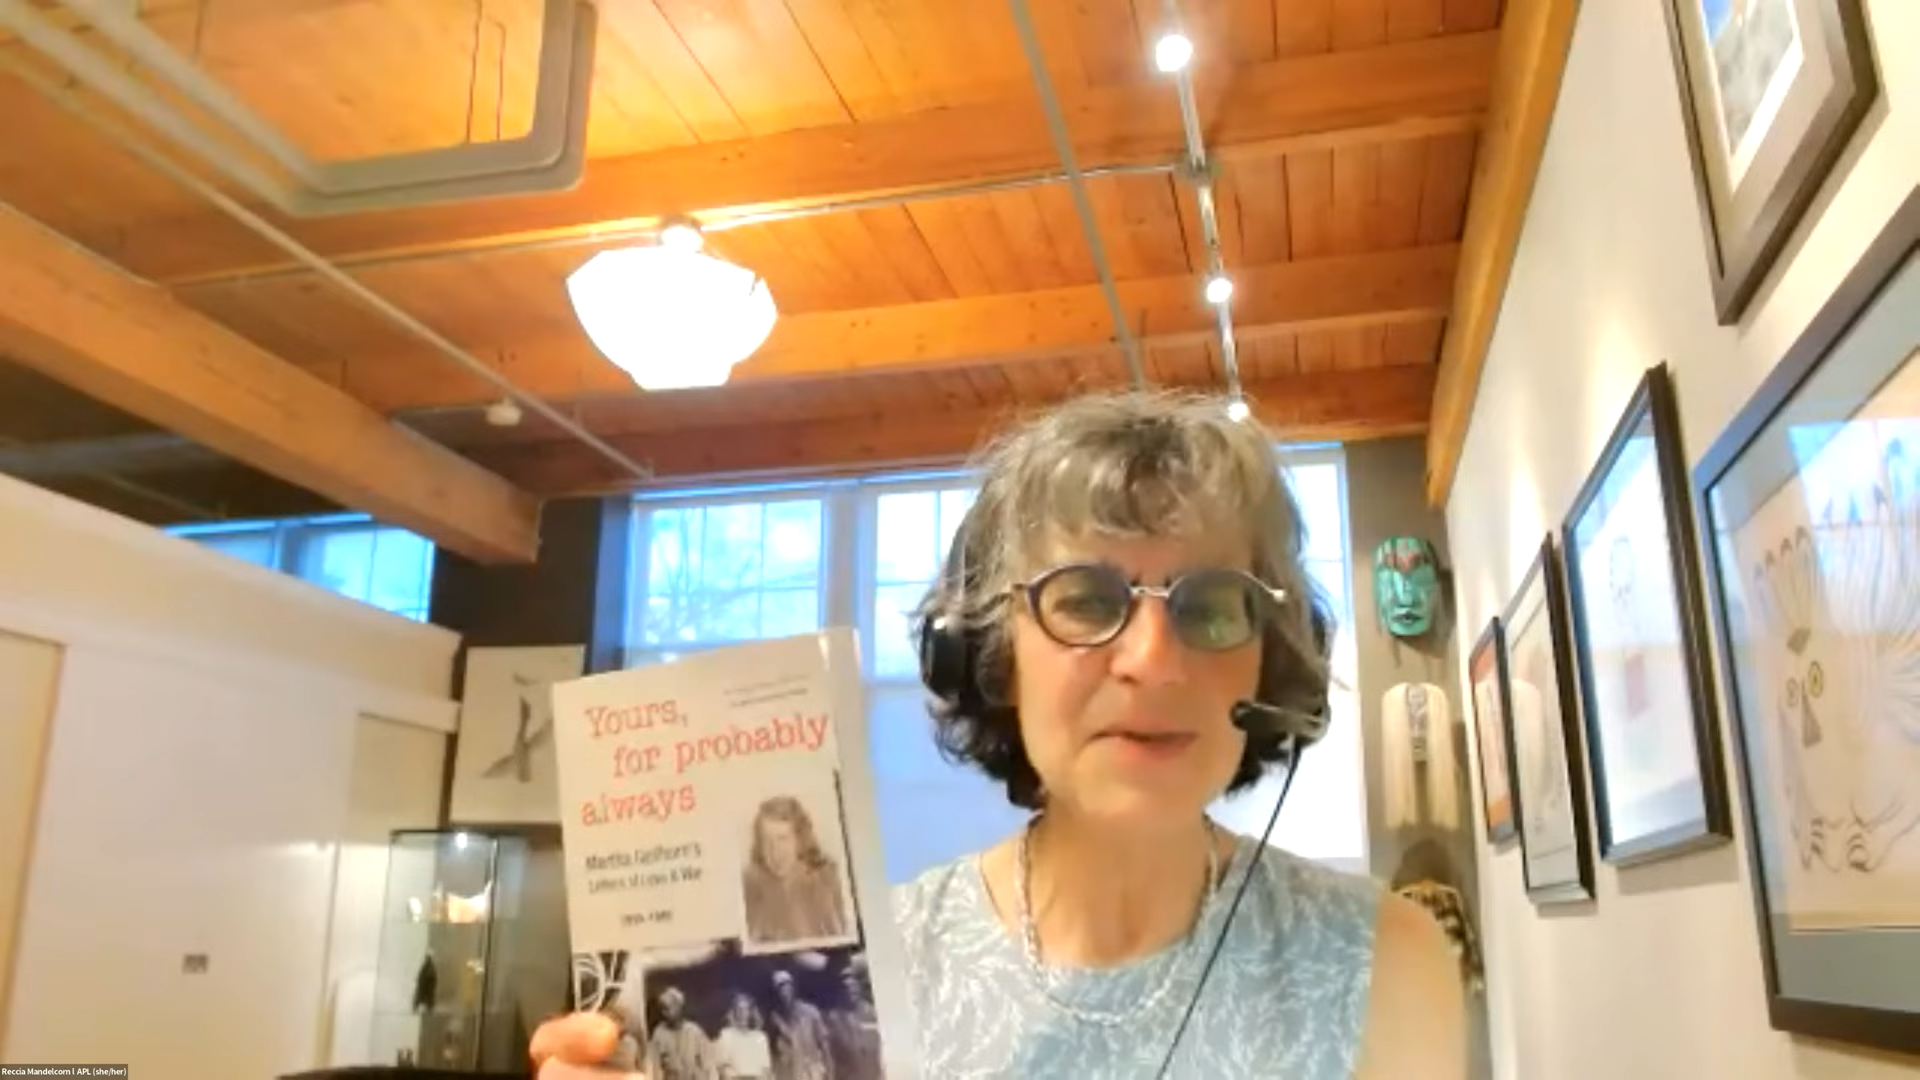 Yours,
for probably
always
Martha Gellhorn's
Letters of Love & War
Reccia Mandelcorn | APL (she/her)